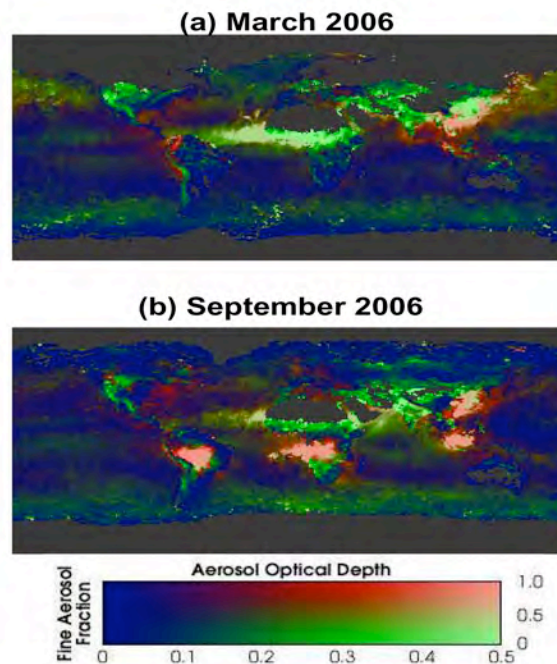 (a) March 2006
(b) September 2006
Aerosol Optical Depth
Fine Aerosol
Fraction
1.0
0.5
0
0 0.1 0.2 0.3 0.4 0.5